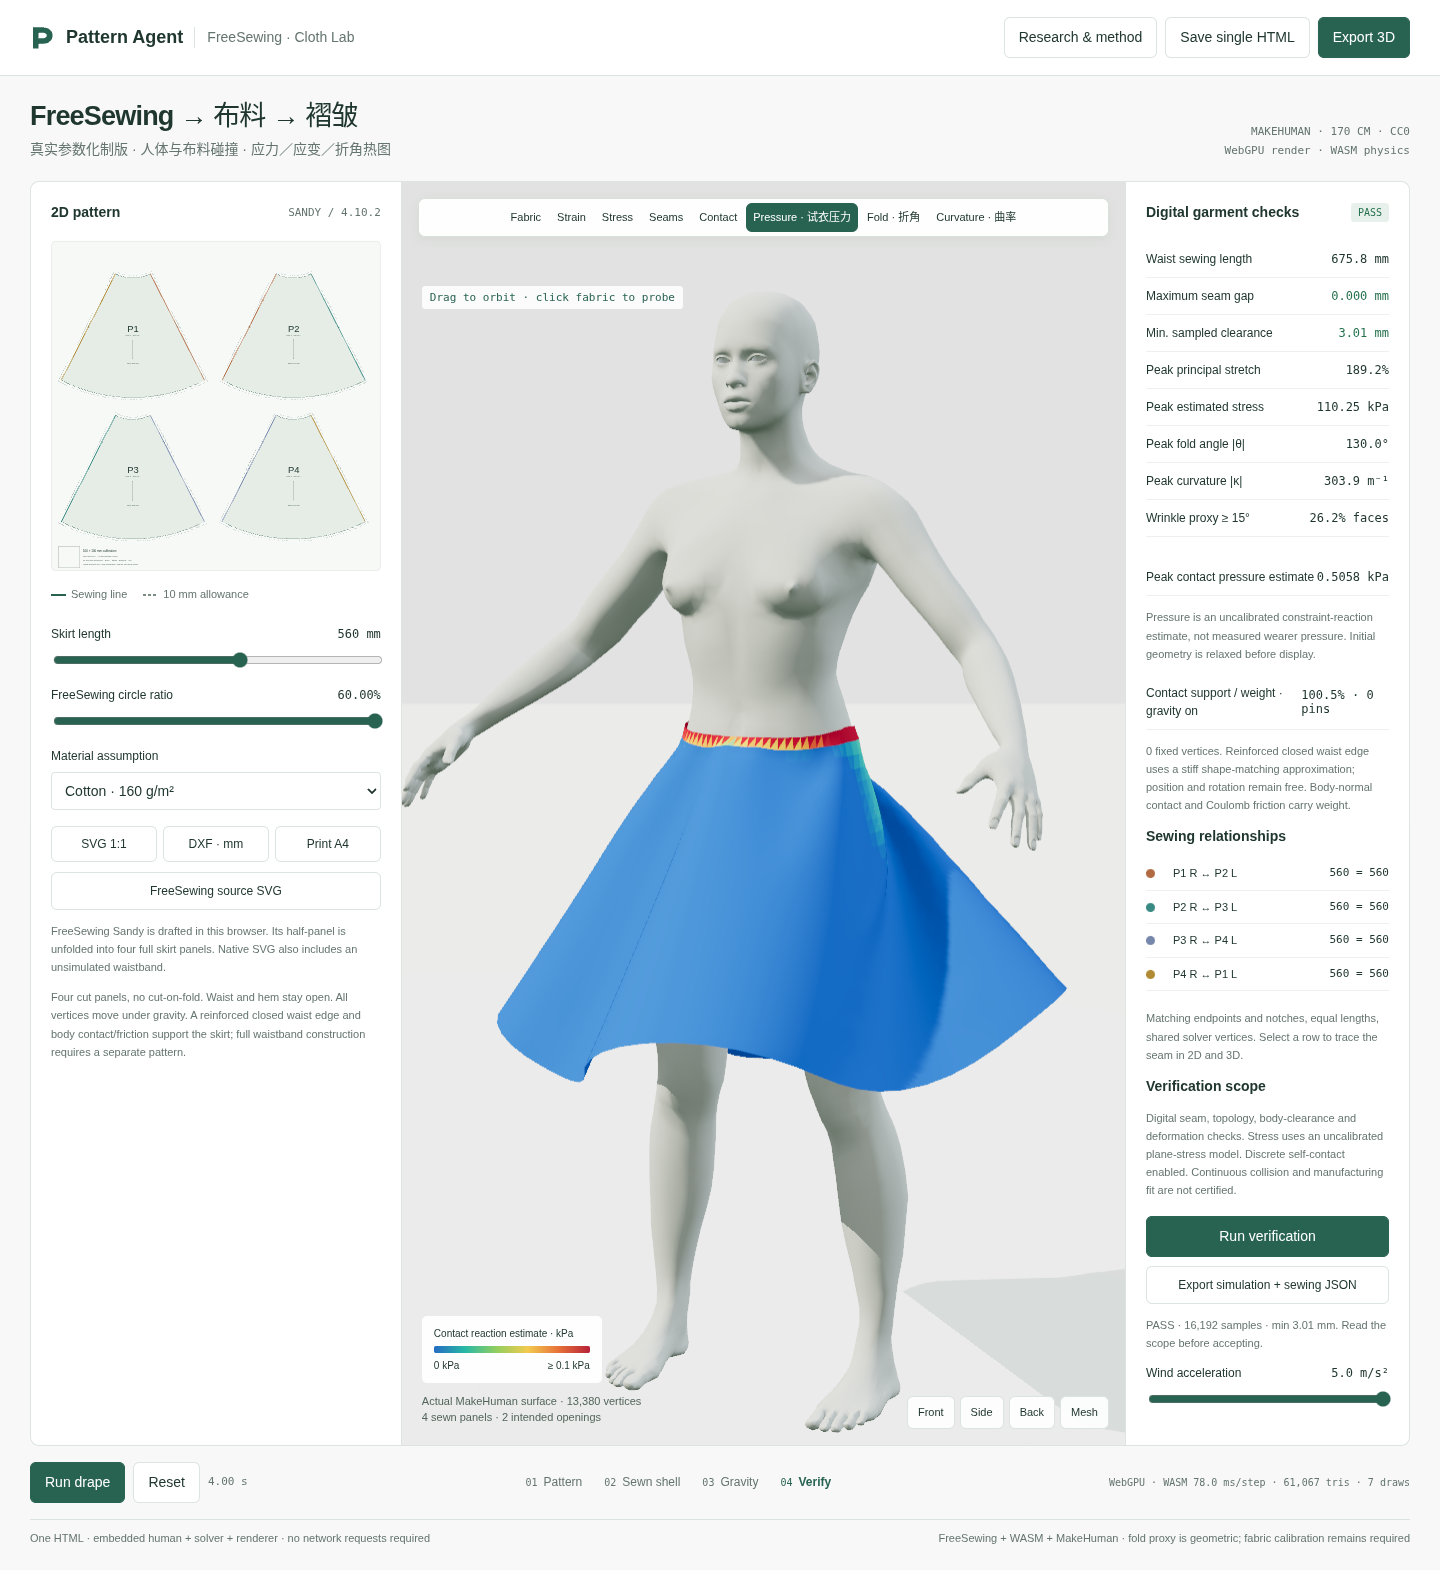 Pattern Agent
FreeSewing · Cloth Lab
Research & method
Save single HTML
Export 3D
FreeSewing → 布料 → 褶皱
真实参数化制版 · 人体与布料碰撞 · 应力／应变／折角热图
MAKEHUMAN · 170 CM · CC0
WebGPU render · WASM physics
2D pattern
SANDY / 4.10.2
P1
P2
P3
P4
Sewing line
10 mm allowance
Skirt length
560 mm
FreeSewing circle ratio
60.00%
Material assumption
Cotton · 160 g/m²
SVG 1:1
DXF · mm
Print A4
FreeSewing source SVG
FreeSewing Sandy is drafted in this browser. Its half-panel is
unfolded into four full skirt panels. Native SVG also includes an
unsimulated waistband.
Four cut panels, no cut-on-fold. Waist and hem stay open. All
vertices move under gravity. A reinforced closed waist edge and
body contact/friction support the skirt; full waistband construction
requires a separate pattern.
Fabric
Strain
Stress
Seams
Contact
Pressure · 试衣压力
Fold · 折角
Curvature · 曲率
Drag to orbit · click fabric to probe
Contact reaction estimate · kPa
0 kPa
≥ 0.1 kPa
Actual MakeHuman surface · 13,380 vertices
4 sewn panels · 2 intended openings
Front
Side
Back
Mesh
Digital garment checks
PASS
Waist sewing length
675.8 mm
Maximum seam gap
0.000 mm
Min. sampled clearance
3.01 mm
Peak principal stretch
189.2%
Peak estimated stress
110.25 kPa
Peak fold angle |θ|
130.0°
Peak curvature |κ|
303.9 m⁻¹
Wrinkle proxy ≥ 15°
26.2% faces
Peak contact pressure estimate
0.5058 kPa
Pressure is an uncalibrated constraint-reaction
estimate, not measured wearer pressure. Initial
geometry is relaxed before display.
Contact support / weight ·
gravity on
100.5% · 0
pins
0 fixed vertices. Reinforced closed waist edge
uses a stiff shape-matching approximation;
position and rotation remain free. Body-normal
contact and Coulomb friction carry weight.
Sewing relationships
P1 R ↔ P2 L
560 = 560
P2 R ↔ P3 L
560 = 560
P3 R ↔ P4 L
560 = 560
P4 R ↔ P1 L
560 = 560
Matching endpoints and notches, equal lengths,
shared solver vertices. Select a row to trace the
seam in 2D and 3D.
Verification scope
Digital seam, topology, body-clearance and
deformation checks. Stress uses an uncalibrated
plane-stress model. Discrete self-contact
enabled. Continuous collision and manufacturing
fit are not certified.
Run verification
Export simulation + sewing JSON
PASS · 16,192 samples · min 3.01 mm. Read the
scope before accepting.
Wind acceleration
5.0 m/s²
Run drape
Reset
4.00 s
01 Pattern
02 Sewn shell
03 Gravity
04 Verify
WebGPU · WASM 78.0 ms/step · 61,067 tris · 7 draws
One HTML · embedded human + solver + renderer · no network requests required
FreeSewing + WASM + MakeHuman · fold proxy is geometric; fabric calibration remains required